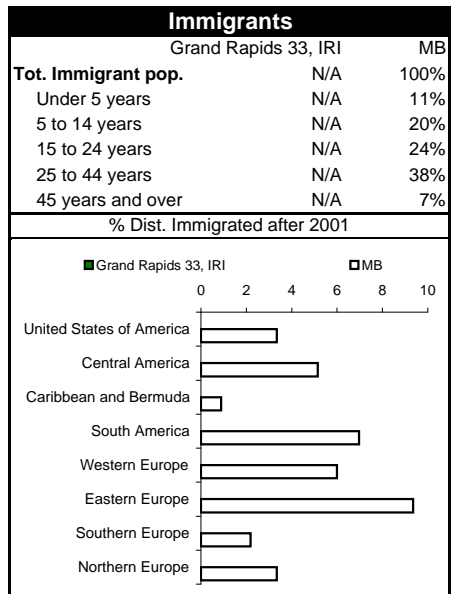 Immigrants
Grand Rapids 33, IRI MB
Tot. Immigrant pop. N/A 100%
Under 5 years N/A 11%
5 to 14 years N/A 20%
15 to 24 years N/A 24%
25 to 44 years N/A 38%
45 years and over N/A 7%
% Dist. Immigrated after 2001
Grand Rapids 33, IRI MB
0 2 4 6 8 10
United States of America
Central America
Caribbean and Bermuda
South America
Western Europe
Eastern Europe
Southern Europe
Northern Europe